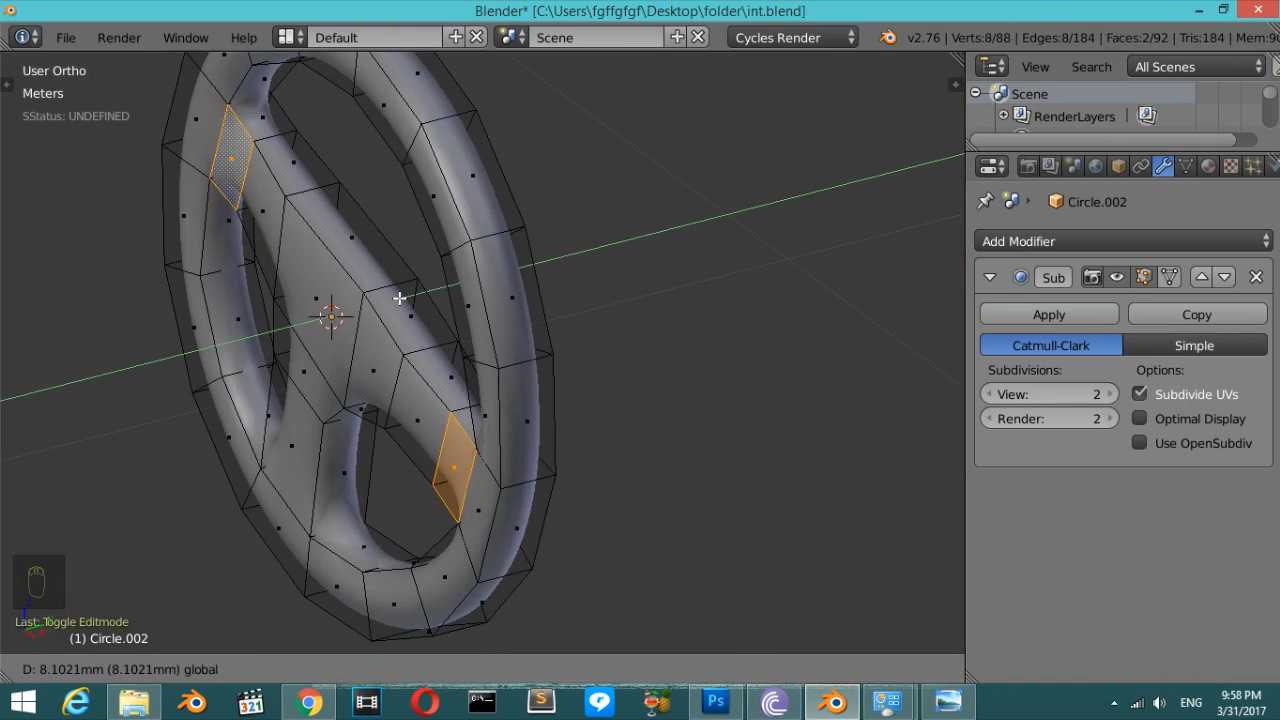 Blender* [C:\Users\fgffgfgf\Desktop\folder\int.blend]
File Render Window Help Default Scene Cycles Render v2.76 | Verts:8/88 | Edges:8/184 | Faces:2/92 | Tris:184 | Mem:
User Ortho
Meters
SStatus: UNDEFINED
View Search All Scenes
Scene
RenderLayers
Circle.002
Add Modifier
Sub
Apply Copy
Catmull-Clark Simple
Subdivisions: Options:
View: 2 Subdivide UVs
Render: 2 Optimal Display
Use OpenSubdiv
Last: Toggle Editmode
(1) Circle.002
D: 8.1021mm (8.1021mm) global
321
Ps
ENG
9:58 PM
3/31/2017